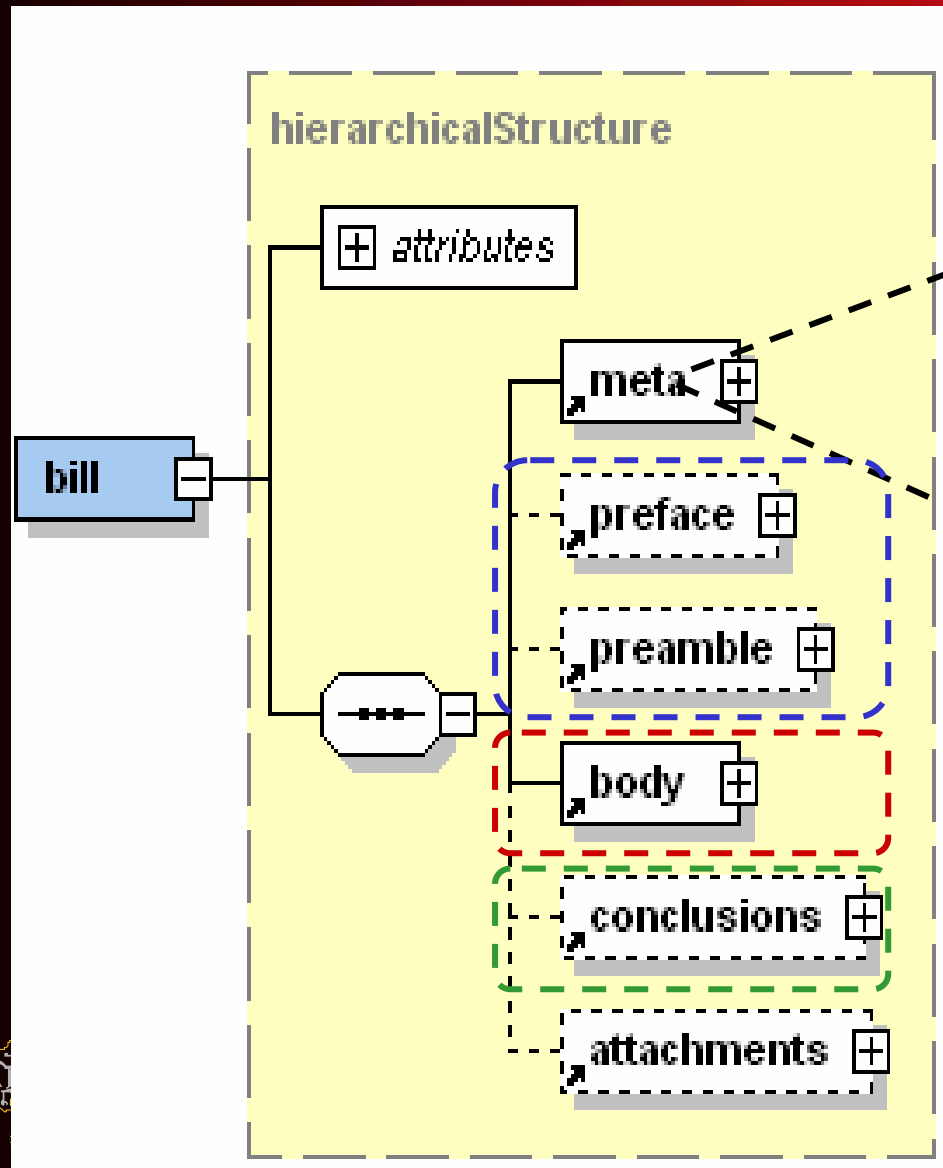 hierarchicalStructure
attributes
meta
bill
preface
preamble
body
conclusions
attachments